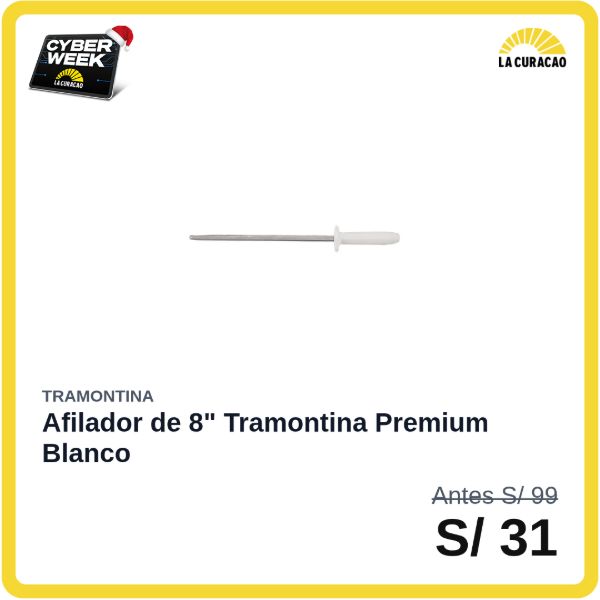 CYBER
WEEK
LA CURACAO
LA CURACAO
TRAMONTINA
Afilador de 8" Tramontina Premium
Blanco
Antes S/ 99
S/ 31